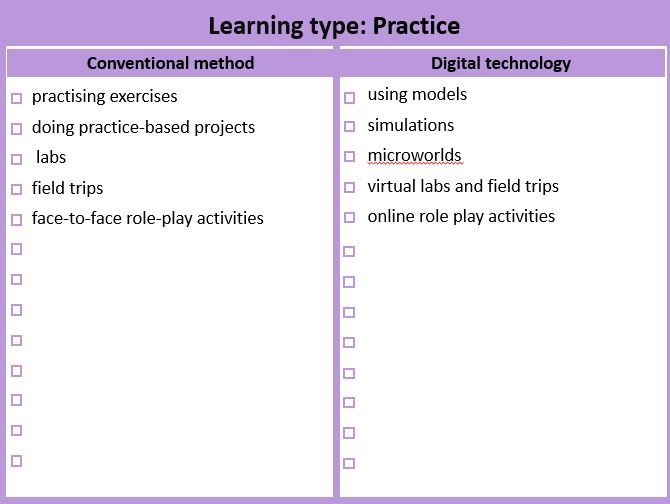 Learning type: Practice
Conventional method
practising exercises
doing practice-based projects
labs
field trips
face-to-face role-play activities
Digital technology
using models
simulations
microworlds
virtual labs and field trips
online role play activities